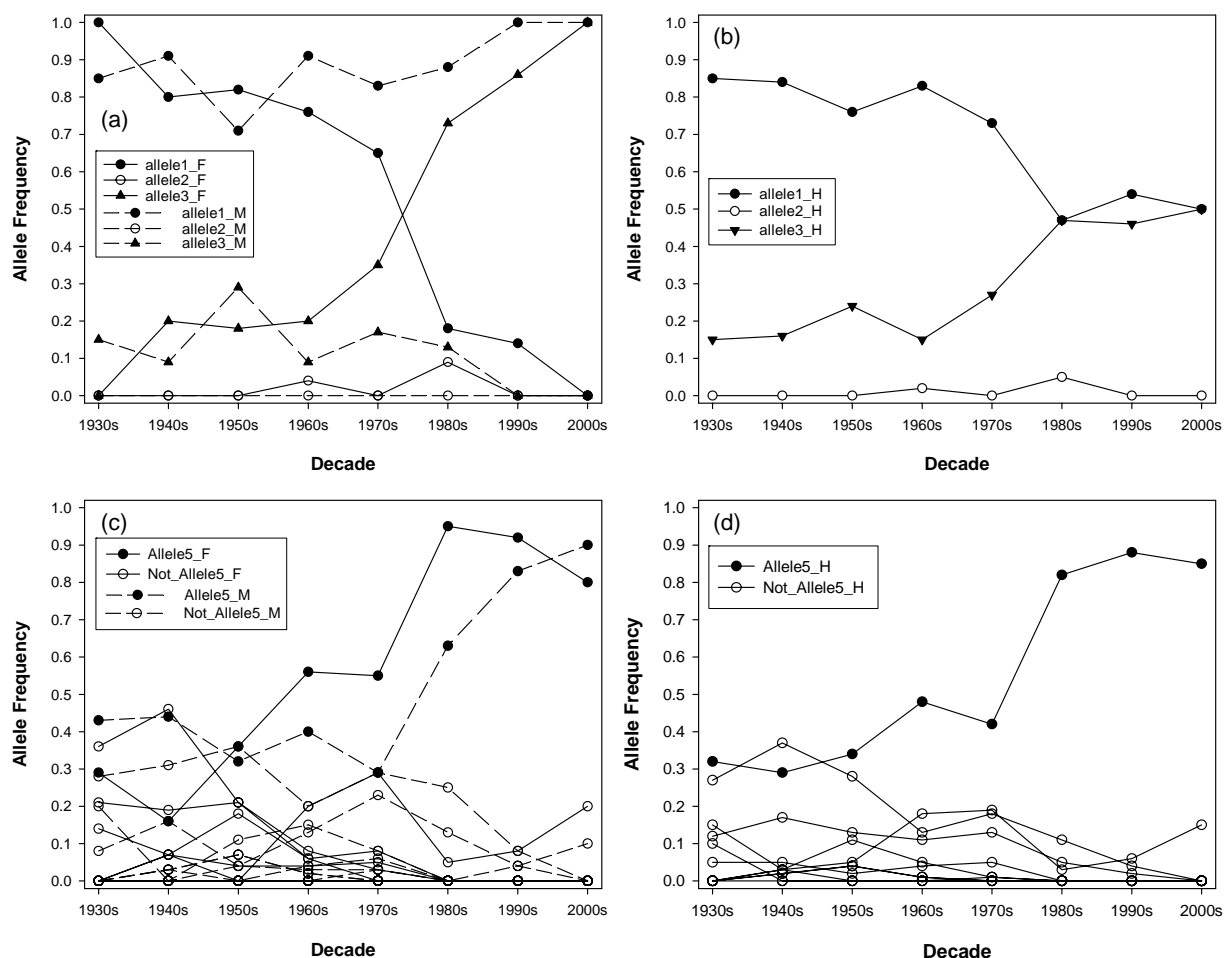 (a)
Allele Frequency
1.0
0.9
0.8
0.7
0.6
0.5
0.4
0.3
0.2
0.1
0.0
allele1_F
allele2_F
allele3_F
allele1_M
allele2_M
allele3_M
1930s 1940s 1950s 1960s 1970s 1980s 1990s 2000s
Decade
(b)
Allele Frequency
1.0
0.9
0.8
0.7
0.6
0.5
0.4
0.3
0.2
0.1
0.0
allele1_H
allele2_H
allele3_H
1930s 1940s 1950s 1960s 1970s 1980s 1990s 2000s
Decade
(c)
Allele Frequency
1.0
0.9
0.8
0.7
0.6
0.5
0.4
0.3
0.2
0.1
0.0
Allele5_F
Not_Allele5_F
Allele5_M
Not_Allele5_M
1930s 1940s 1950s 1960s 1970s 1980s 1990s 2000s
Decade
(d)
Allele Frequency
1.0
0.9
0.8
0.7
0.6
0.5
0.4
0.3
0.2
0.1
0.0
Allele5_H
Not_Allele5_H
1930s 1940s 1950s 1960s 1970s 1980s 1990s 2000s
Decade